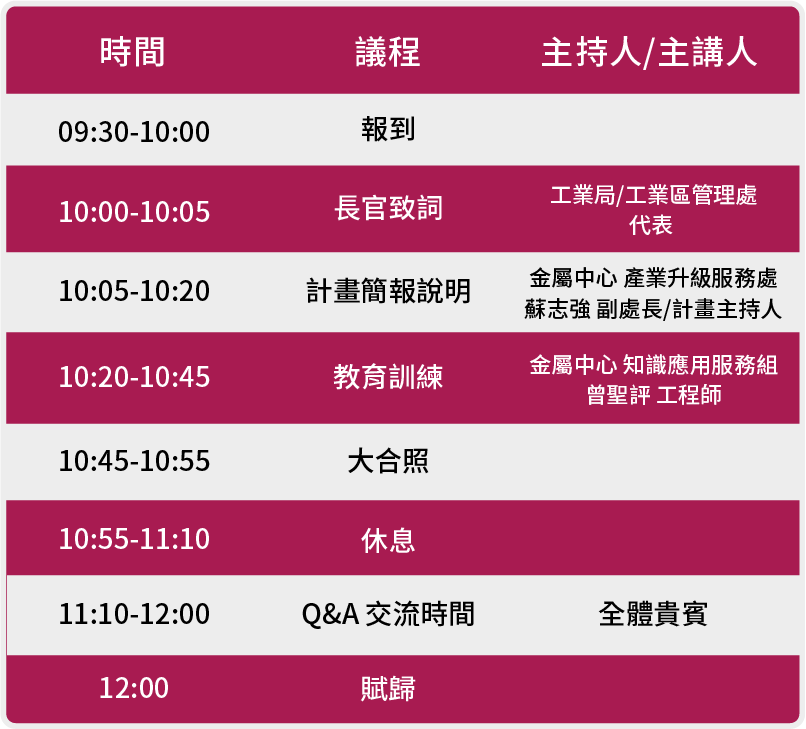 時間 議程 主持人/主講人
09:30-10:00 報到
10:00-10:05 長官致詞 工業局/工業區管理處
代表
10:05-10:20 計畫簡報說明 金屬中心 產業升級服務處
蘇志強 副處長/計畫主持人
10:20-10:45 教育訓練 金屬中心 知識應用服務組
曾聖評 工程師
10:45-10:55 大合照
10:55-11:10 休息
11:10-12:00 Q&A 交流時間 全體貴賓
12:00 賦歸